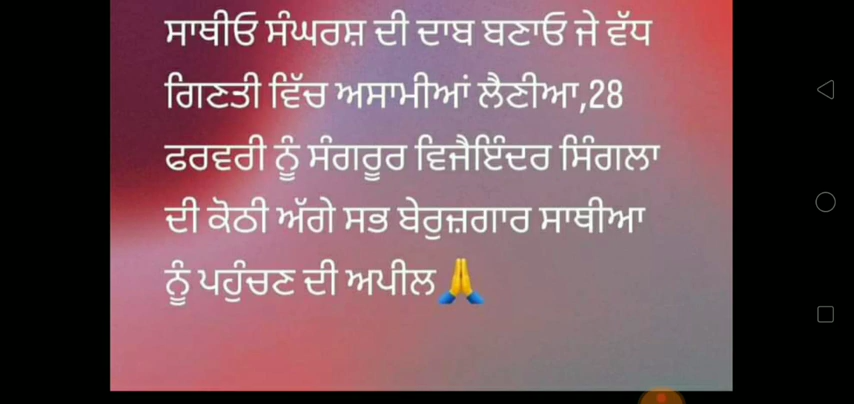 ਸਾਥੀਓ ਸੰਘਰਸ਼ ਦੀ ਦਾਬ ਬਣਾਓ ਜੇ ਵੱਧ
ਗਿਣਤੀ ਵਿੱਚ ਅਸਾਮੀਆਂ ਲੈਣੀਆ,28
ਫਰਵਰੀ ਨੂੰ ਸੰਗਰੂਰ ਵਿਜੈਇੰਦਰ ਸਿੰਗਲਾ
ਦੀ ਕੋਠੀ ਅੱਗੇ ਸਭ ਬੇਰੁਜ਼ਗਾਰ ਸਾਥੀਆ
ਨੂੰ ਪਹੁੰਚਣ ਦੀ ਅਪੀਲ🙏